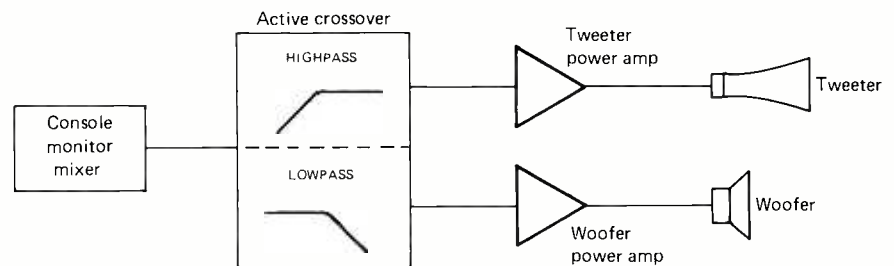 Active crossover
HIGHPASS
Tweeter
power amp
Tweeter
Console
monitor
mixer
LOWPASS
Woofer
Woofer
power amp